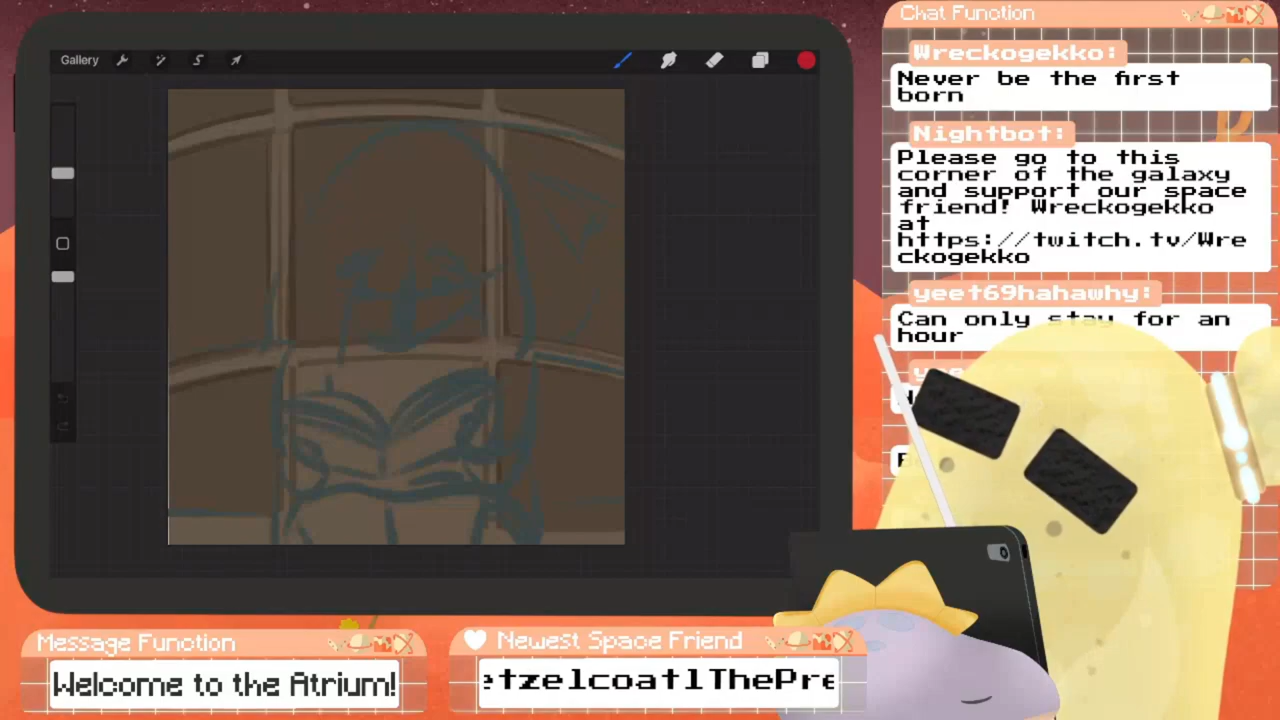 Gallery
Chat Function
Wreckogekko:
Never be the first
born
Nightbot:
Please go to this
corner of the galaxy
and support our space
friend! Wreckogekko
at
https://twitch.tv/Wre
ckogekko
yeet69hahawhy:
Can only stay for an
hour
Message Function
Welcome to the Atrium!
Newest Space Friend
etzelcoatlThePre